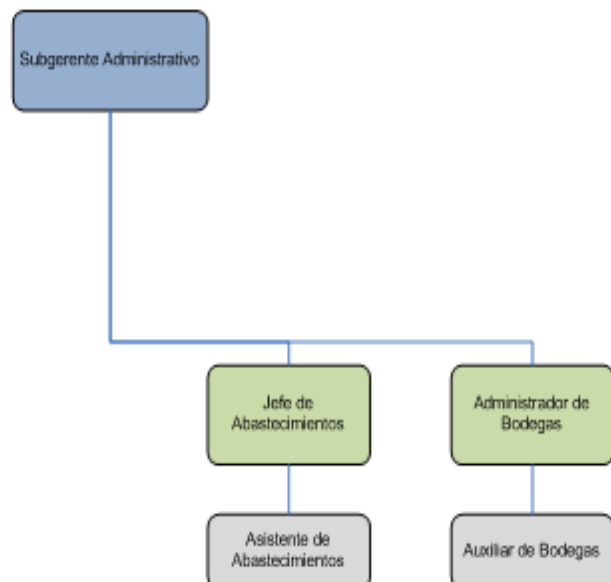 Subgerente Administrativo
Jefe de
Abastecimientos
Administrador de
Bodegas
Asistente de
Abastecimientos
Auxiliar de Bodegas